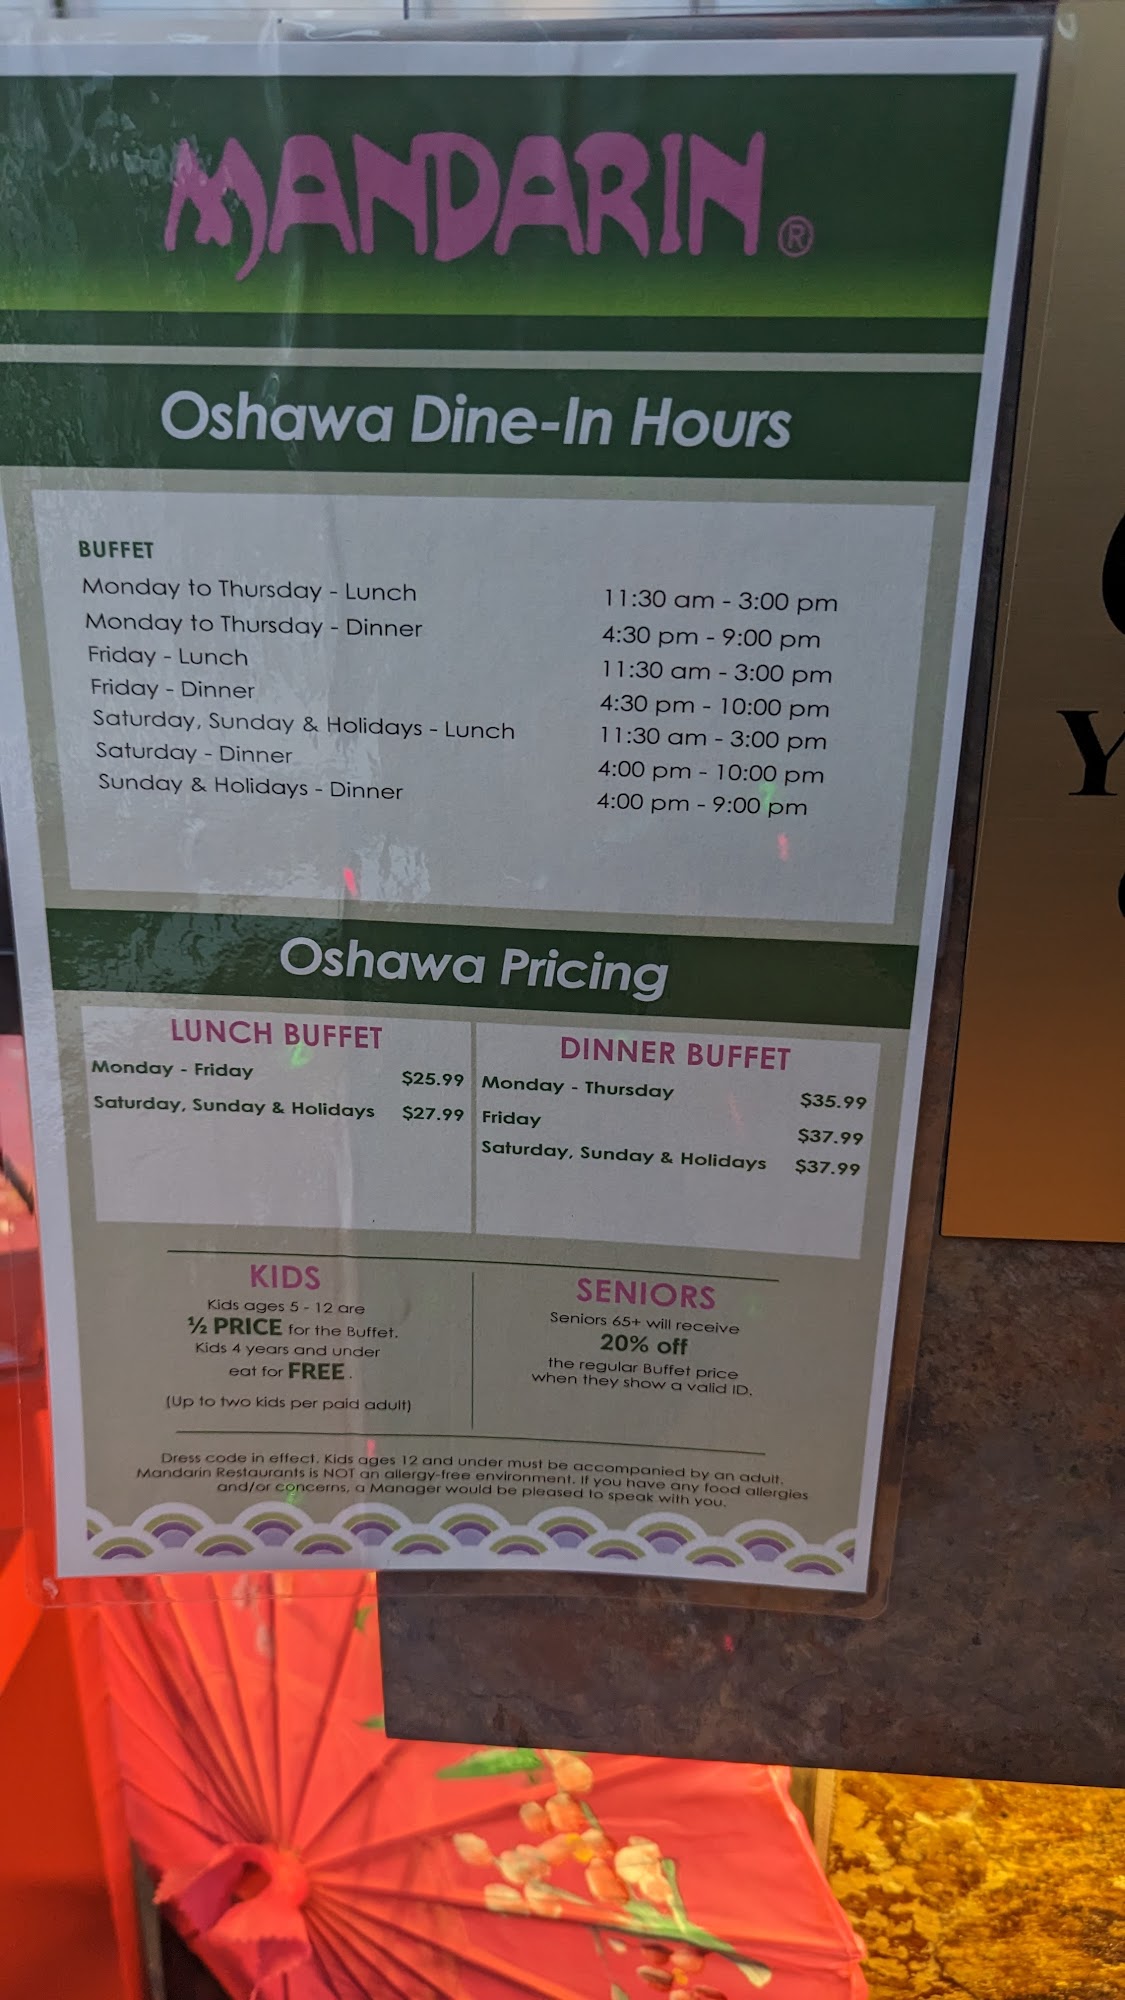 MANDARIN®
Oshawa Dine-In Hours
BUFFET
Monday to Thursday - Lunch 11:30 am - 3:00 pm
Monday to Thursday - Dinner 4:30 pm - 9:00 pm
Friday - Lunch 11:30 am - 3:00 pm
Friday - Dinner 4:30 pm - 10:00 pm
Saturday, Sunday & Holidays - Lunch 11:30 am - 3:00 pm
Saturday - Dinner 4:00 pm - 10:00 pm
Sunday & Holidays - Dinner 4:00 pm - 9:00 pm
Oshawa Pricing
LUNCH BUFFET
Monday - Friday $25.99
Saturday, Sunday & Holidays $27.99
DINNER BUFFET
Monday - Thursday $35.99
Friday $37.99
Saturday, Sunday & Holidays $37.99
KIDS
Kids ages 5 - 12 are
½ PRICE for the Buffet.
Kids 4 years and under
eat for FREE.
(Up to two kids per paid adult)
SENIORS
Seniors 65+ will receive
20% off
the regular Buffet price
when they show a valid ID.
Dress code in effect. Kids ages 12 and under must be accompanied by an adult.
Mandarin Restaurants is NOT an allergy-free environment. If you have any food allergies
and/or concerns, a Manager would be pleased to speak with you.
Y